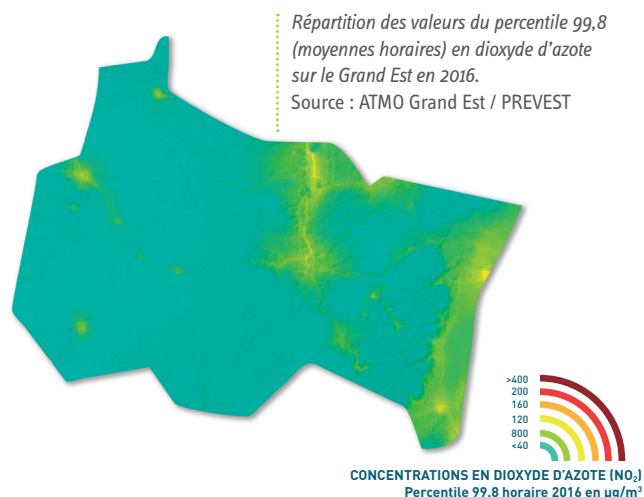 Répartition des valeurs du percentile 99,8
(moyennes horaires) en dioxyde d’azote
sur le Grand Est en 2016.
Source : ATMO Grand Est / PREVEST
>400
200
160
120
800
<40
CONCENTRATIONS EN DIOXYDE D’AZOTE (NO₂)
Percentile 99.8 horaire 2016 en µg/m³